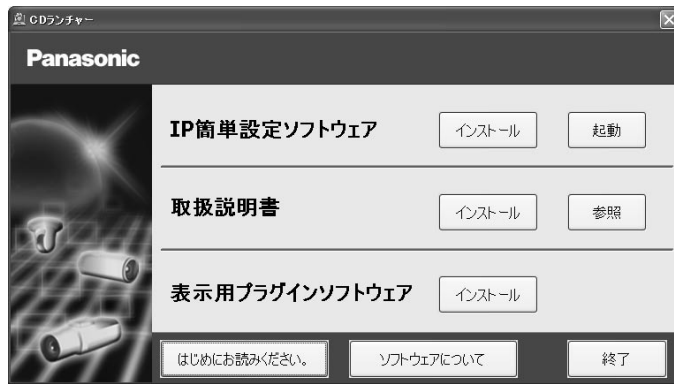 CDランチャー
Panasonic
IP簡単設定ソフトウェア インストール 起動
取扱説明書 インストール 参照
表示用プラグインソフトウェア インストール
はじめにお読みください。 ソフトウェアについて 終了